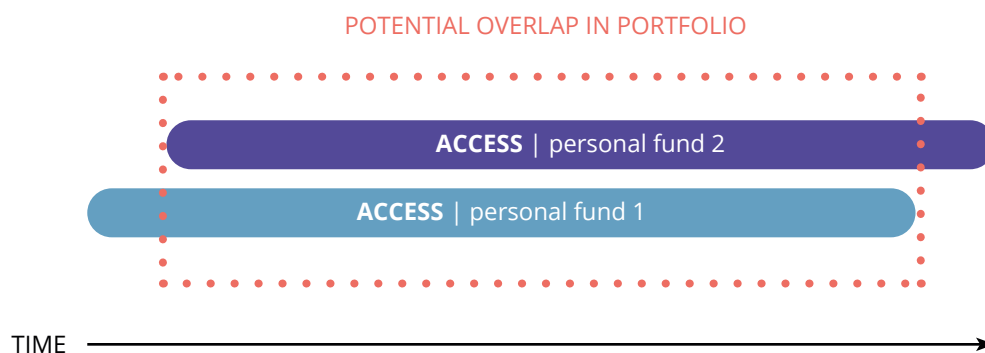 POTENTIAL OVERLAP IN PORTFOLIO
ACCESS | personal fund 2
ACCESS | personal fund 1
TIME